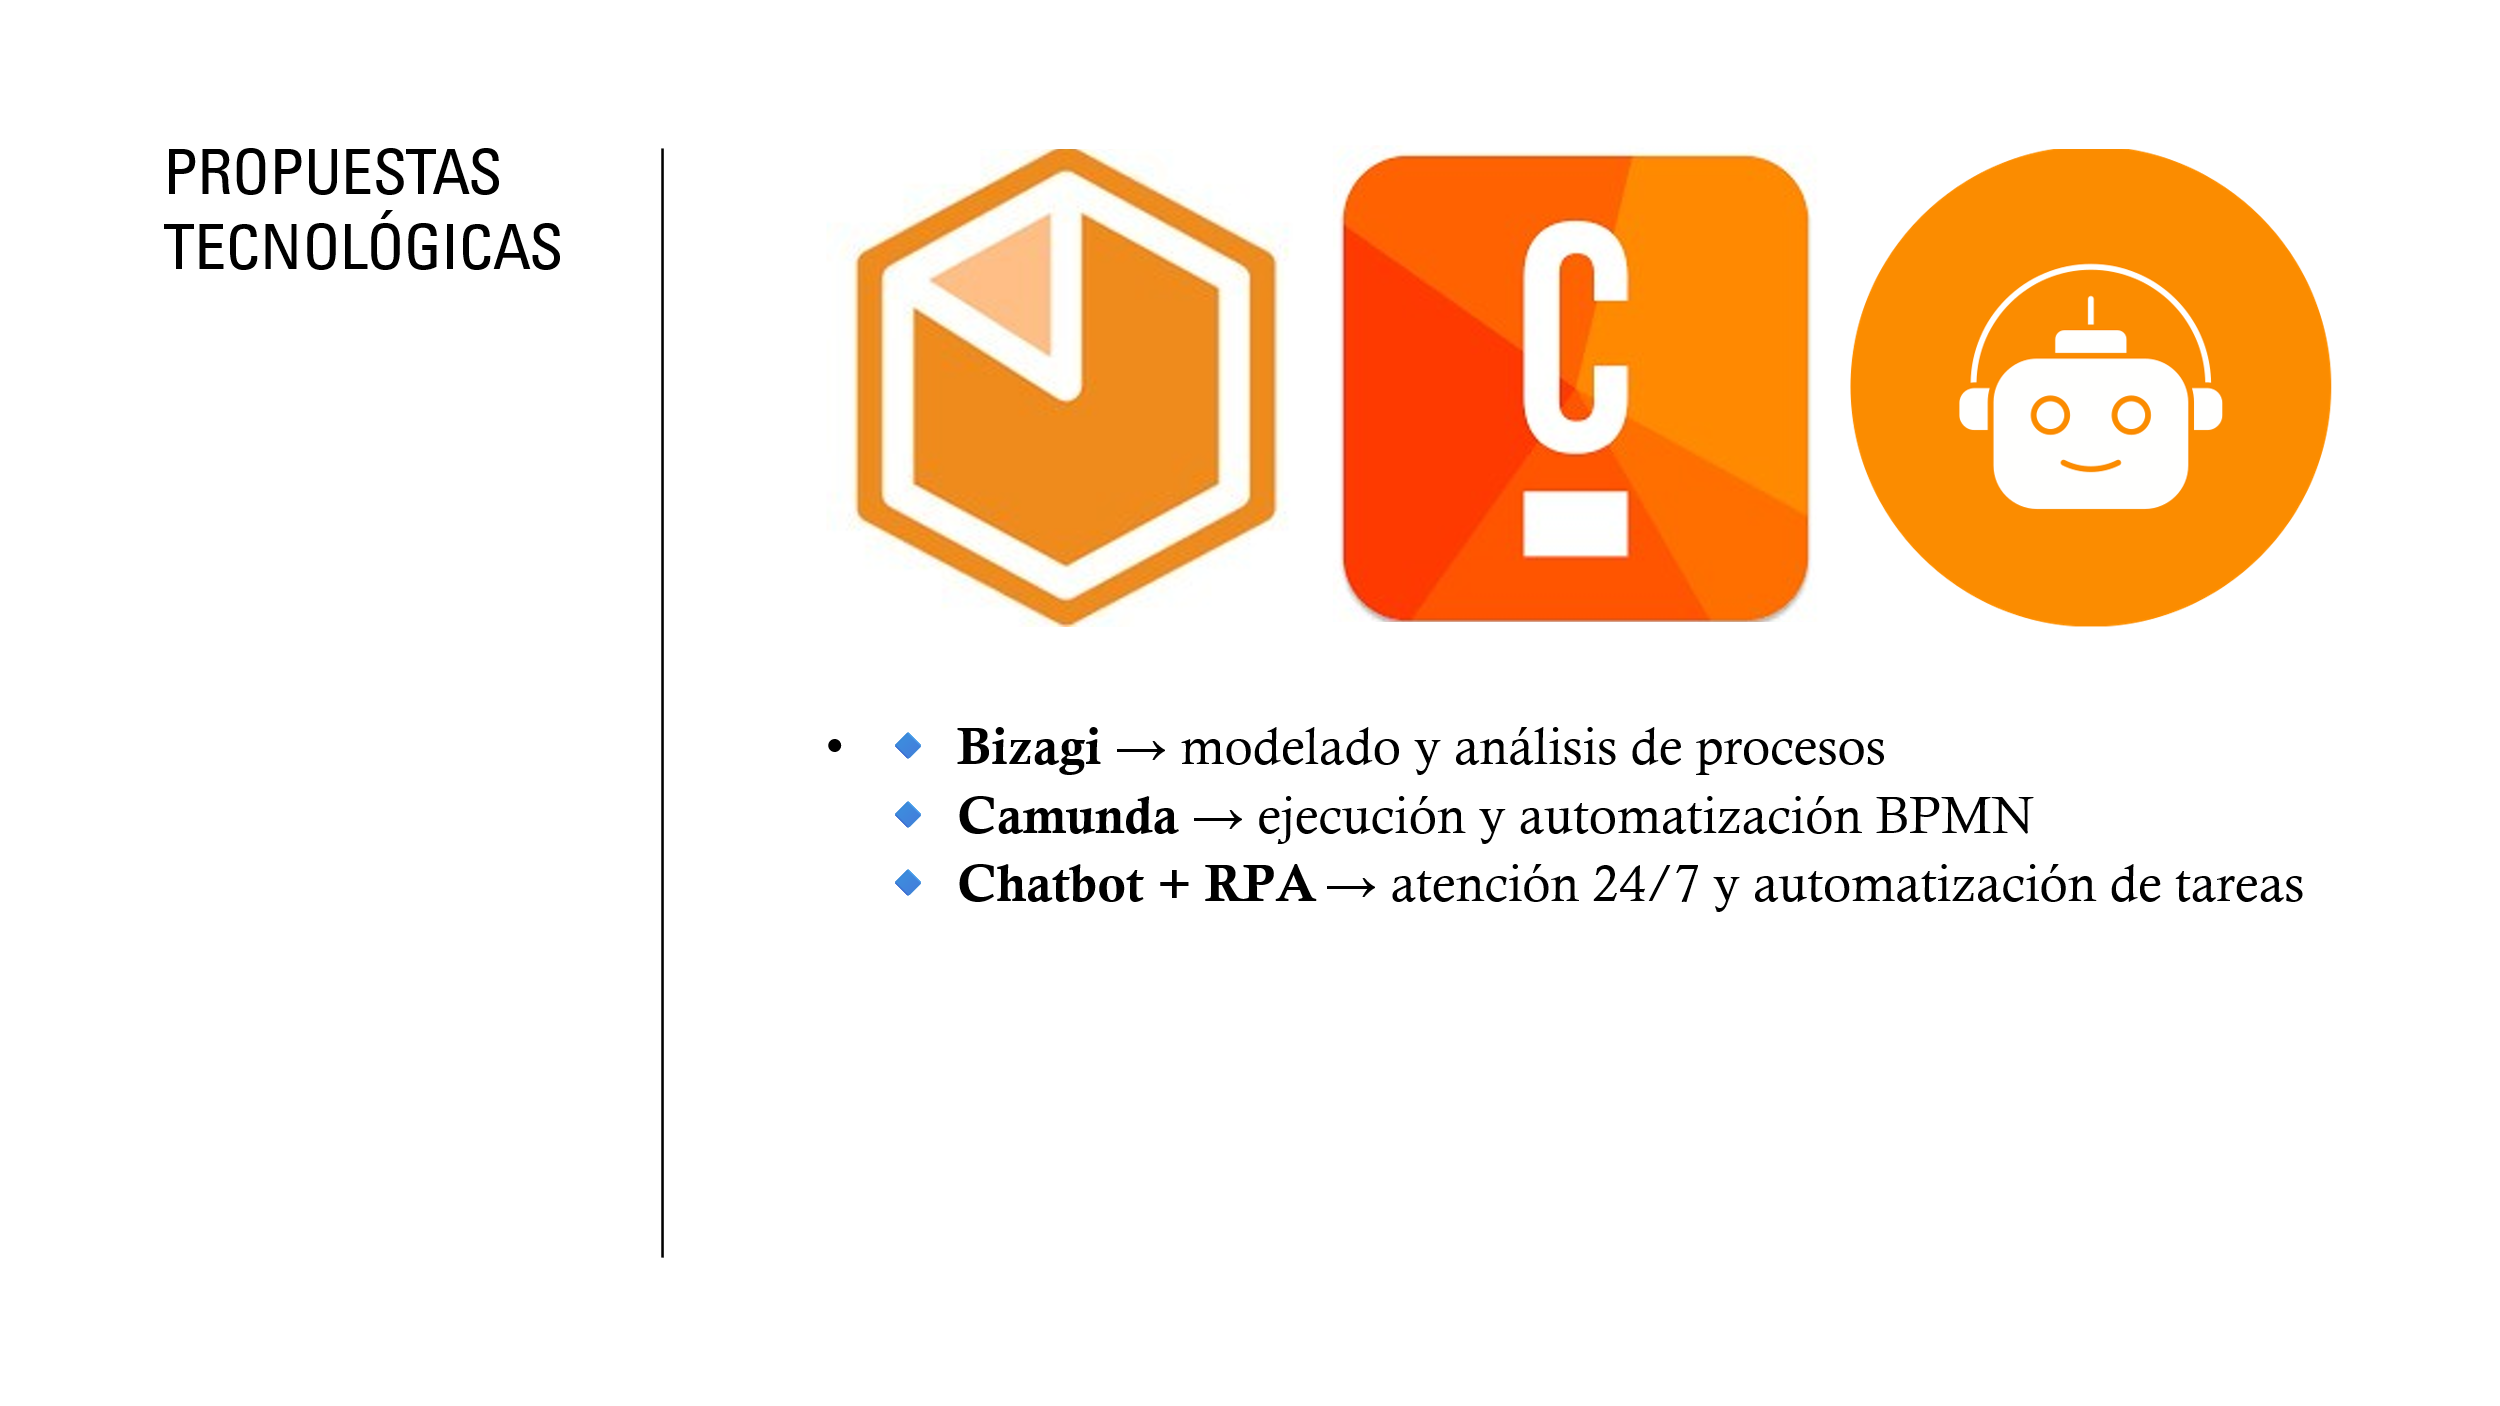 PROPUESTAS
TECNOLÓGICAS
C
• 🔹 Bizagi → modelado y análisis de procesos
🔹 Camunda → ejecución y automatización BPMN
🔹 Chatbot + RPA → atención 24/7 y automatización de tareas